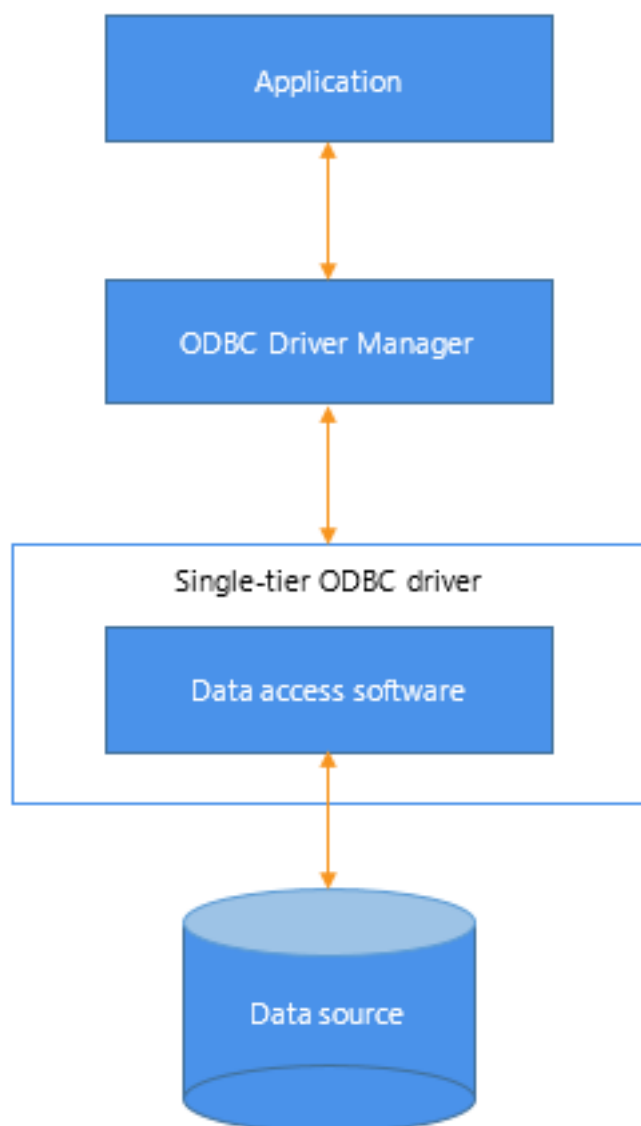 Application
ODBC Driver Manager
Single-tier ODBC driver
Data access software
Data source